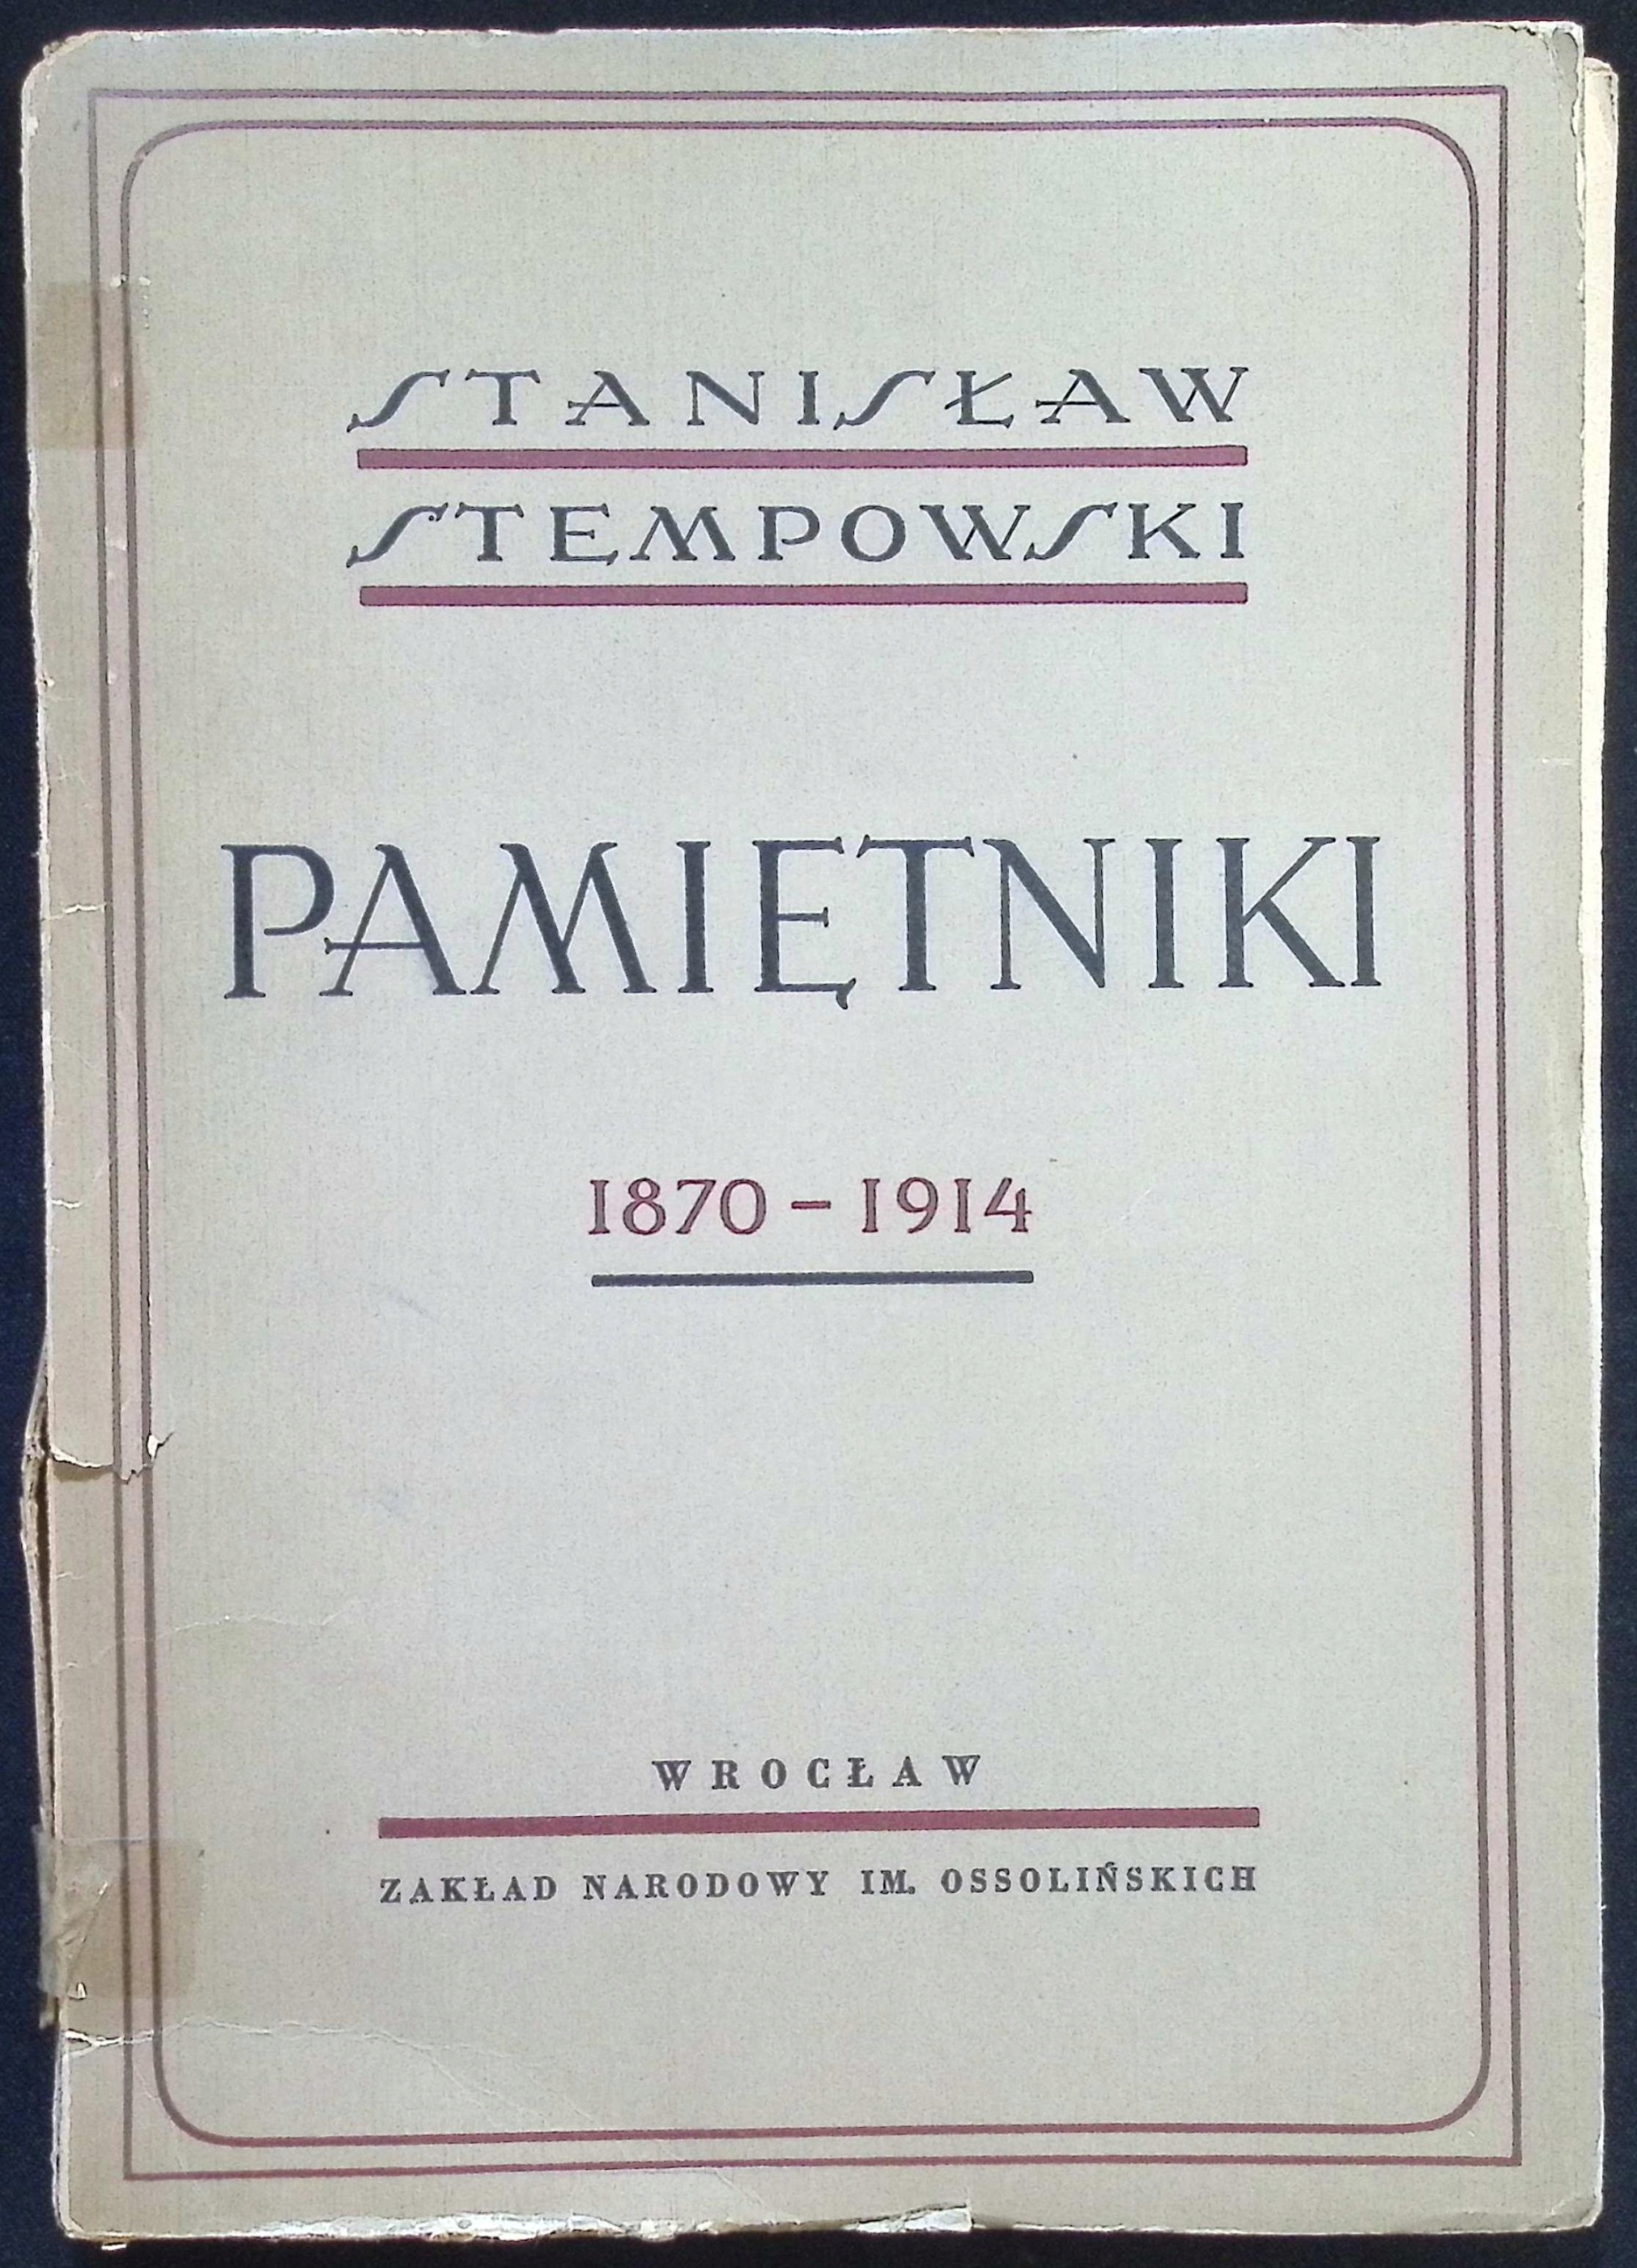 STANISŁAW
STEMPOWSKI
PAMIĘTNIKI
1870 – 1914
WROCŁAW
ZAKŁAD NARODOWY IM. OSSOLIŃSKICH